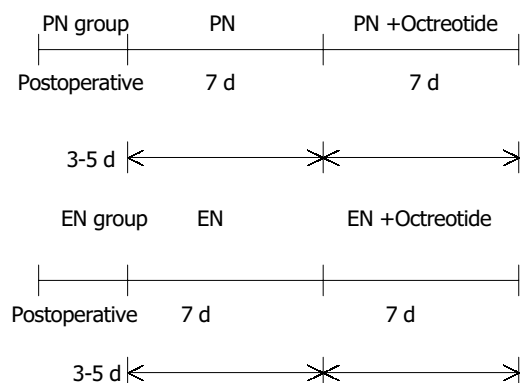 PN group PN PN +Octreotide
Postoperative 7 d 7 d
3-5 d
EN group EN EN +Octreotide
Postoperative 7 d 7 d
3-5 d